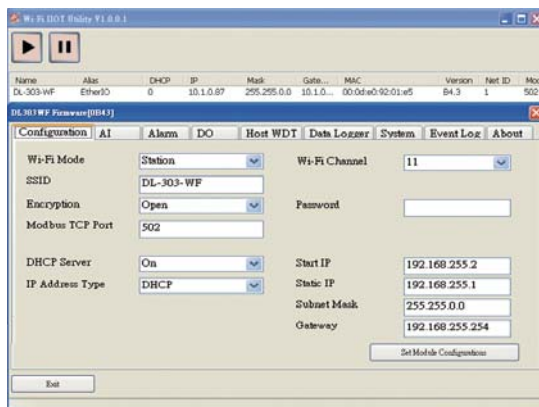 Wi-Fi IIOT Utility V1.0.0.1
Name Alias DHCP IP Mask Gate... MAC Version Net ID Mod
DL-303-WF EtherIO 0 10.1.0.87 255.255.0.0 10.1.0... 00:0d:e0:92:01:e5 B4.3 1 502
DL303WF Firmware[0B43]
Configuration AI Alarm DO Host WDT Data Logger System Event Log About
Wi-Fi Mode Station Wi-Fi Channel 11
SSID DL-303-WF
Encryption Open Password
Modbus TCP Port 502
DHCP Server On Start IP 192.168.255.2
IP Address Type DHCP Static IP 192.168.255.1
Subnet Mask 255.255.0.0
Gateway 192.168.255.254
Set Module Configurations
Exit